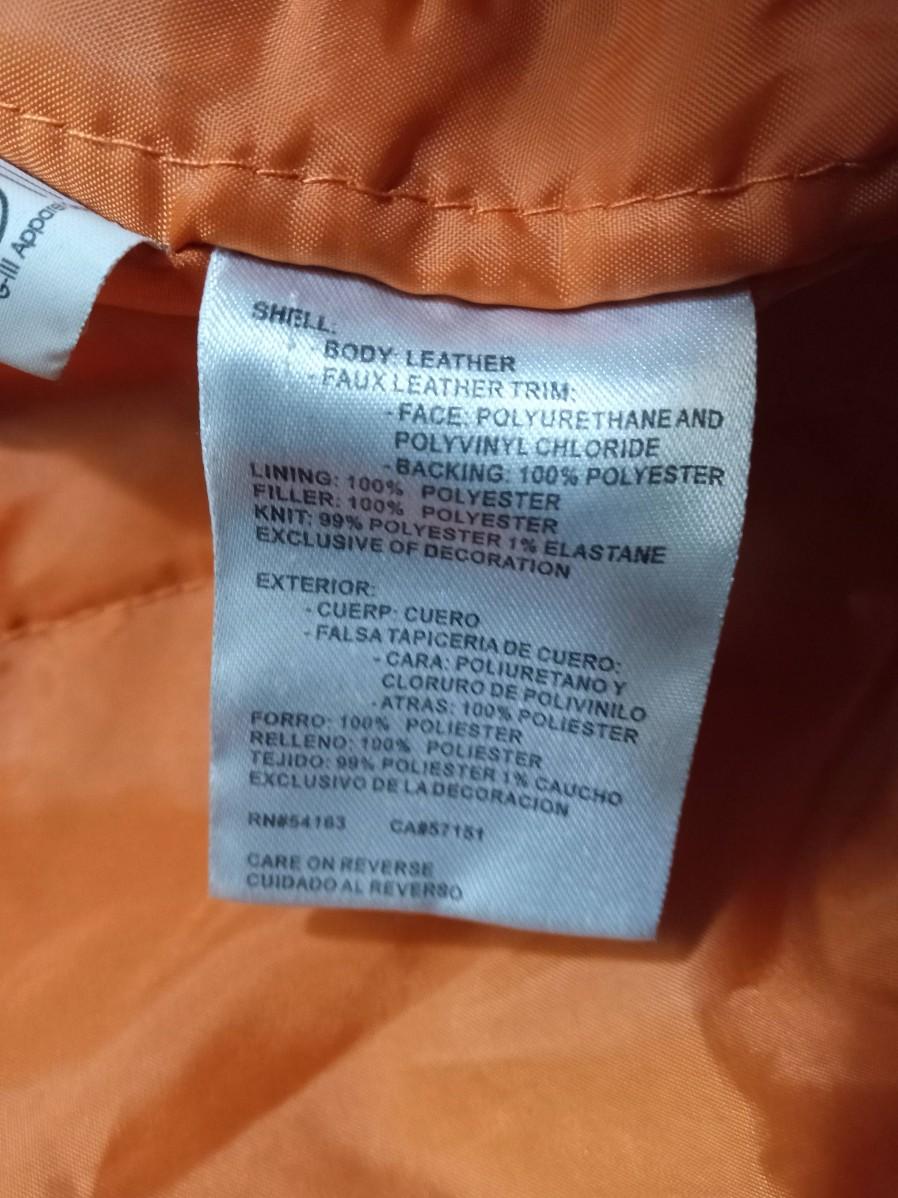 G-III Apparel
SHELL:
BODY: LEATHER
- FAUX LEATHER TRIM:
- FACE: POLYURETHANE AND
POLYVINYL CHLORIDE
- BACKING: 100% POLYESTER
LINING: 100% POLYESTER
FILLER: 100% POLYESTER
KNIT: 99% POLYESTER 1% ELASTANE
EXCLUSIVE OF DECORATION
EXTERIOR:
- CUERP: CUERO
- FALSA TAPICERIA DE CUERO:
- CARA: POLIURETANO Y
CLORURO DE POLIVINILO
- ATRAS: 100% POLIESTER
FORRO: 100% POLIESTER
RELLENO: 100% POLIESTER
TEJIDO: 99% POLIESTER 1% CAUCHO
EXCLUSIVO DE LA DECORACION
RN#54163 CA#57151
CARE ON REVERSE
CUIDADO AL REVERSO